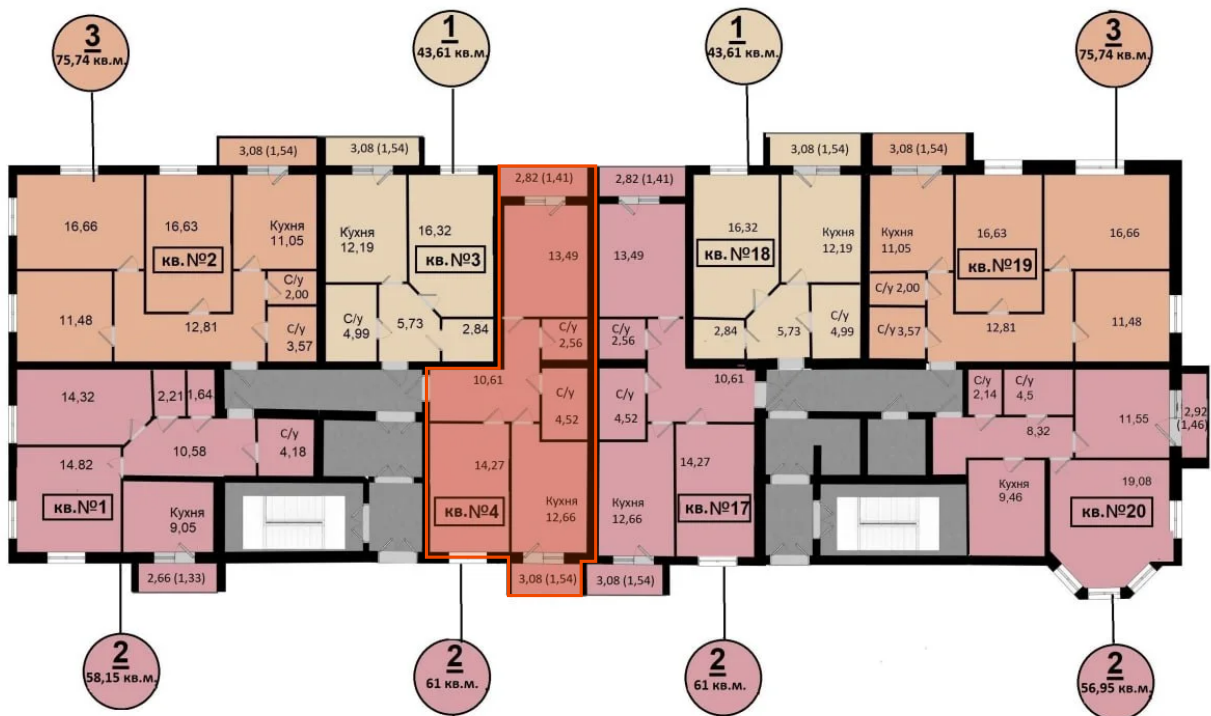 3
75,74 кв.м.
1
43,61 кв.м.
1
43,61 кв.м.
3
75,74 кв.м.
3,08 (1,54)
3,08 (1,54)
2,82 (1,41)
2,82 (1,41)
3,08 (1,54)
3,08 (1,54)
16,66
16,63
Кухня
11,05
кв.№2
С/у
2,00
11,48
12,81
С/у
3,57
Кухня
12,19
16,32
кв.№3
С/у
4,99
5,73
2,84
13,49
С/у
2,56
10,61
С/у
4,52
14,27
кв.№4
Кухня
12,66
3,08 (1,54)
13,49
С/у
2,56
10,61
С/у
4,52
14,27
кв.№17
Кухня
12,66
3,08 (1,54)
16,32
кв.№18
Кухня
12,19
2,84
5,73
С/у
4,99
Кухня
11,05
16,63
16,66
кв.№19
С/у 2,00
С/у 3,57
12,81
11,48
14,32
2,21
1,64
10,58
С/у
4,18
14.82
кв.№1
Кухня
9,05
2,66 (1,33)
С/у
2,14
С/у
4,5
11,55
2,92
(1,46)
8,32
Кухня
9,46
19,08
кв.№20
2
58,15 кв.м.
2
61 кв.м.
2
61 кв.м.
2
56,95 кв.м.